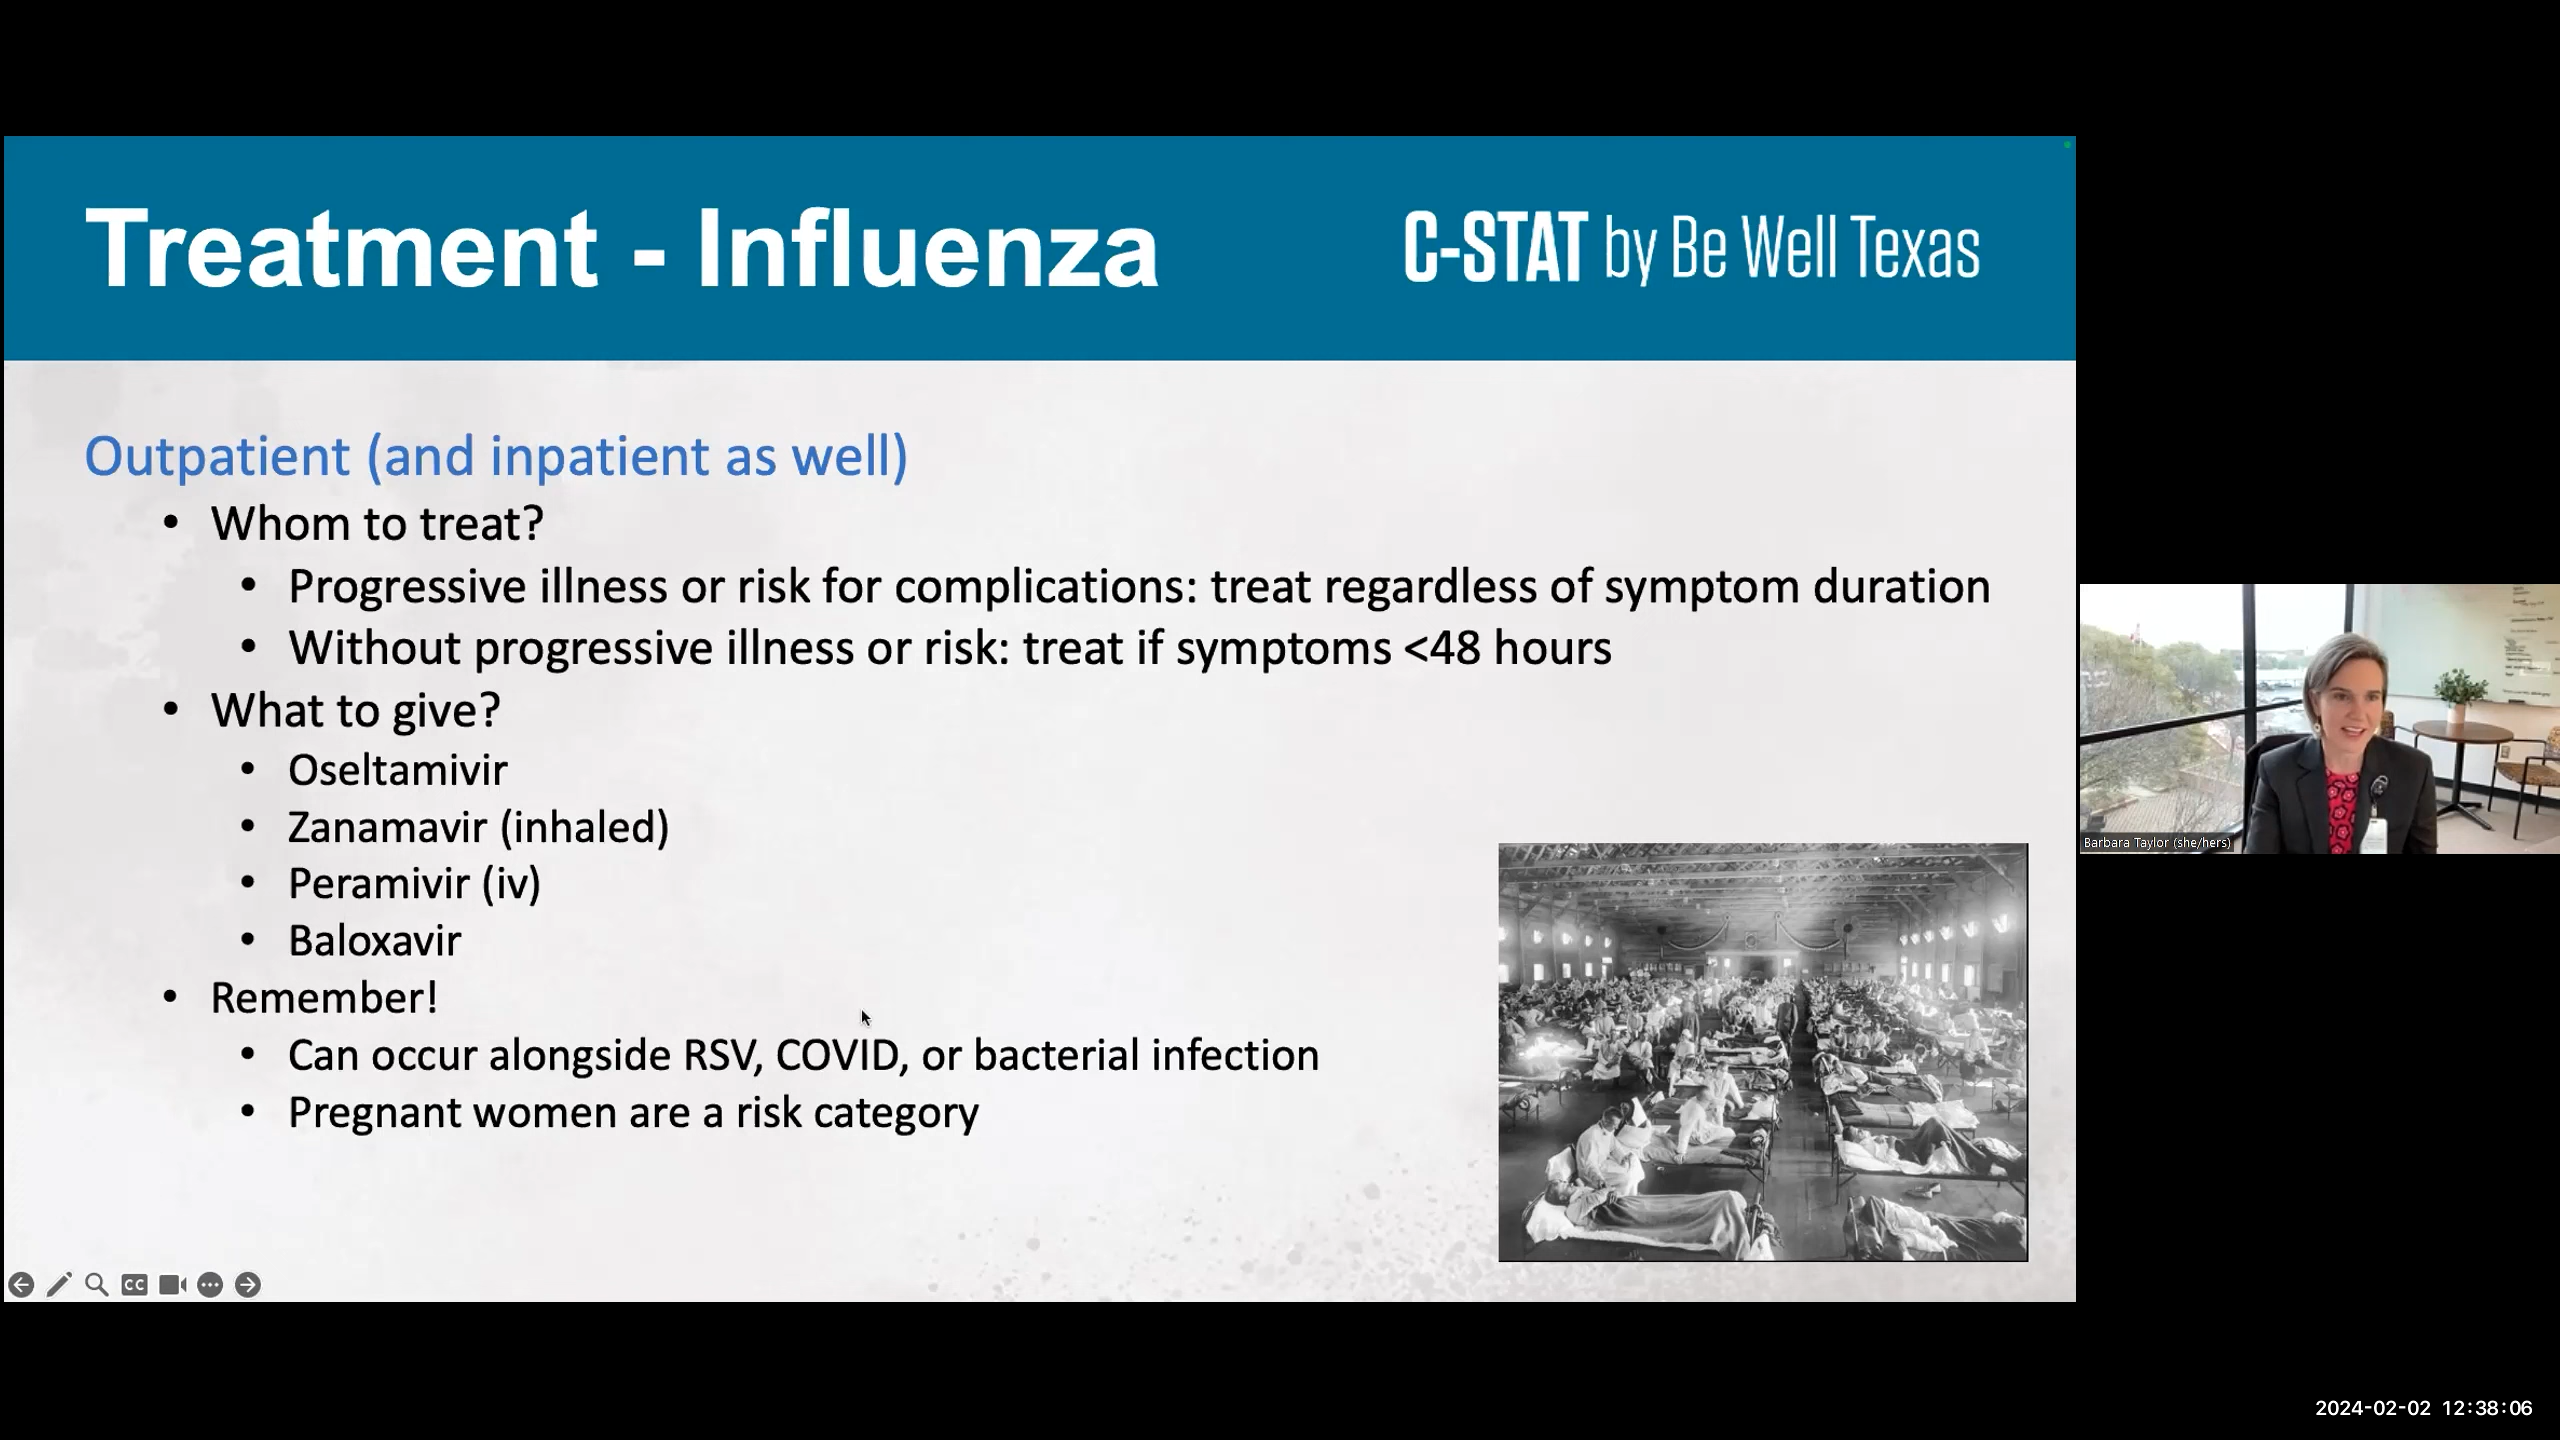 Treatment - Influenza
C-STAT by Be Well Texas
Outpatient (and inpatient as well)
• Whom to treat?
• Progressive illness or risk for complications: treat regardless of symptom duration
• Without progressive illness or risk: treat if symptoms <48 hours
• What to give?
• Oseltamivir
• Zanamavir (inhaled)
• Peramivir (iv)
• Baloxavir
• Remember!
• Can occur alongside RSV, COVID, or bacterial infection
• Pregnant women are a risk category
CC
Barbara Taylor (she/hers)
2024-02-02 12:38:06